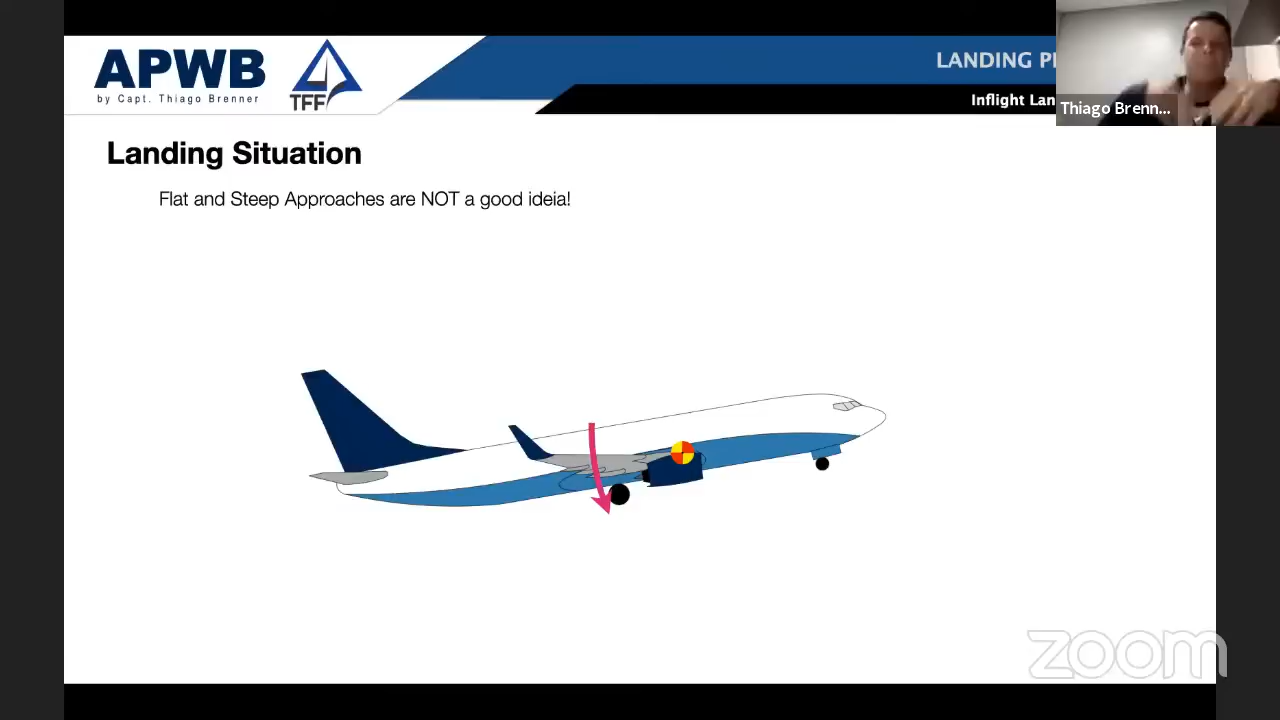 APWB
by Capt. Thiago Brenner
TFF
LANDING
Inflight
Thiago Brenn...
Landing Situation
Flat and Steep Approaches are NOT a good ideia!
zoom